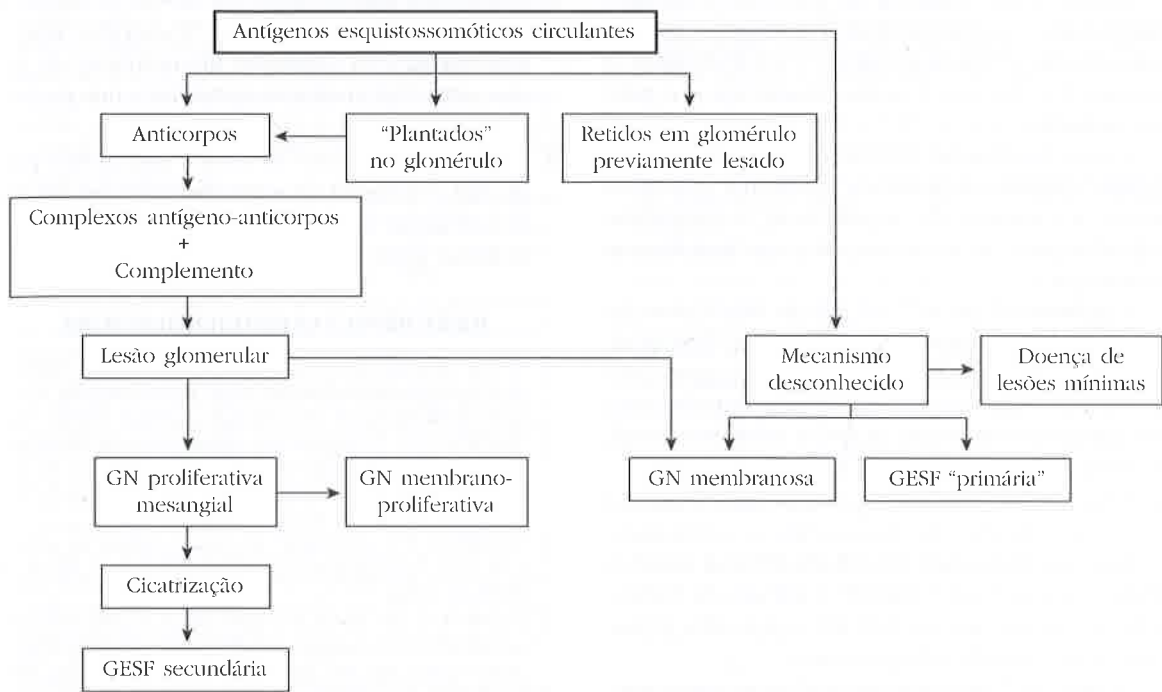 Antígenos esquistossomóticos circulantes
Anticorpos
“Plantados”
no glomérulo
Retidos em glomérulo
previamente lesado
Complexos antígeno-anticorpos
+
Complemento
Lesão glomerular
Mecanismo
desconhecido
Doença de
lesões mínimas
GN proliferativa
mesangial
GN membrano-
proliferativa
GN membranosa
GESF “primária”
Cicatrização
GESF secundária